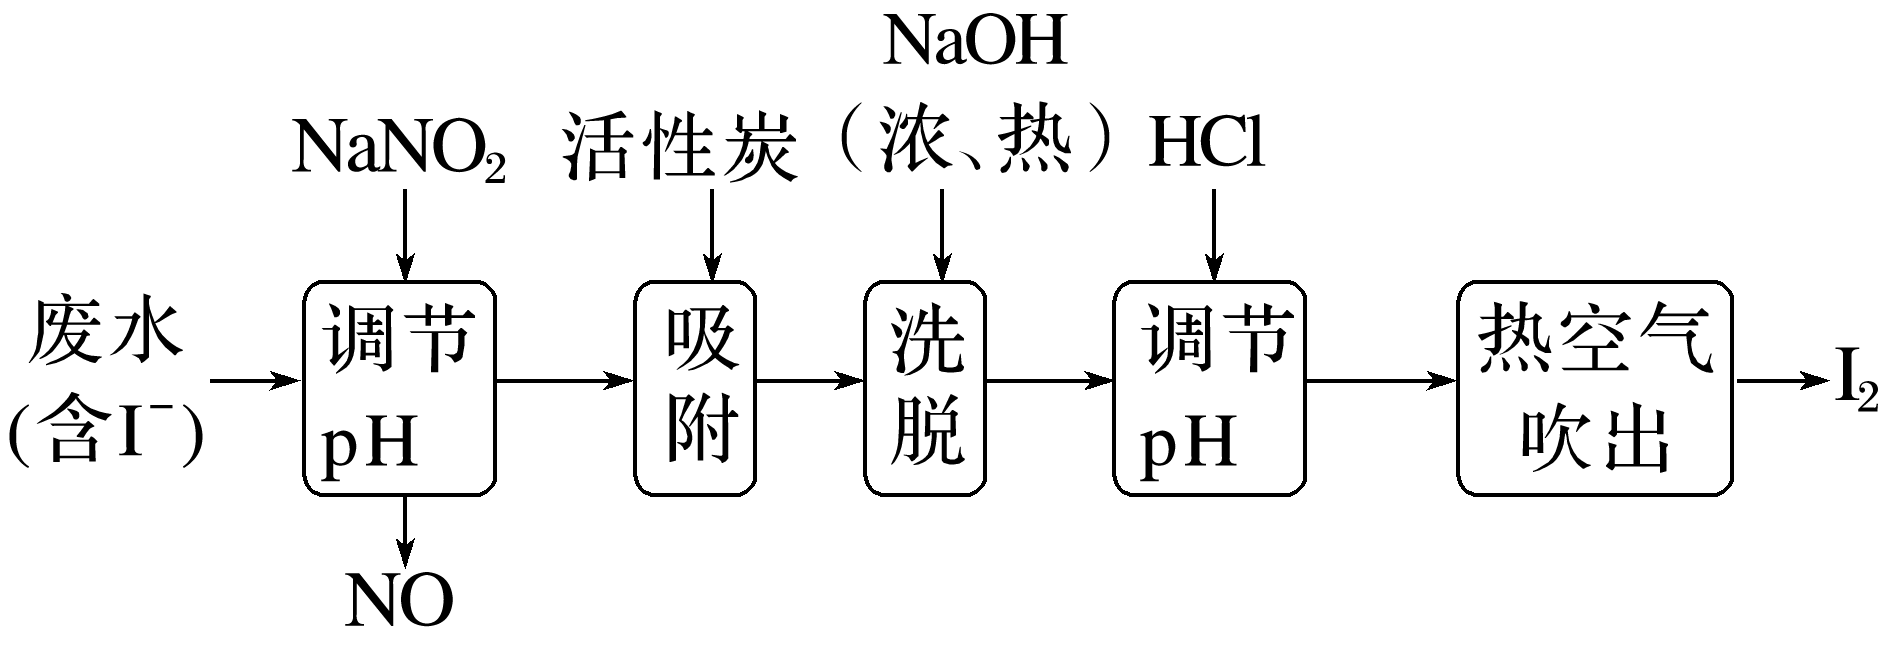 NaOH
NaNO₂ 活性炭 (浓、热) HCl
废水
(含I⁻)
调节
pH
吸
附
洗
脱
调节
pH
热空气
吹出
I₂
NO